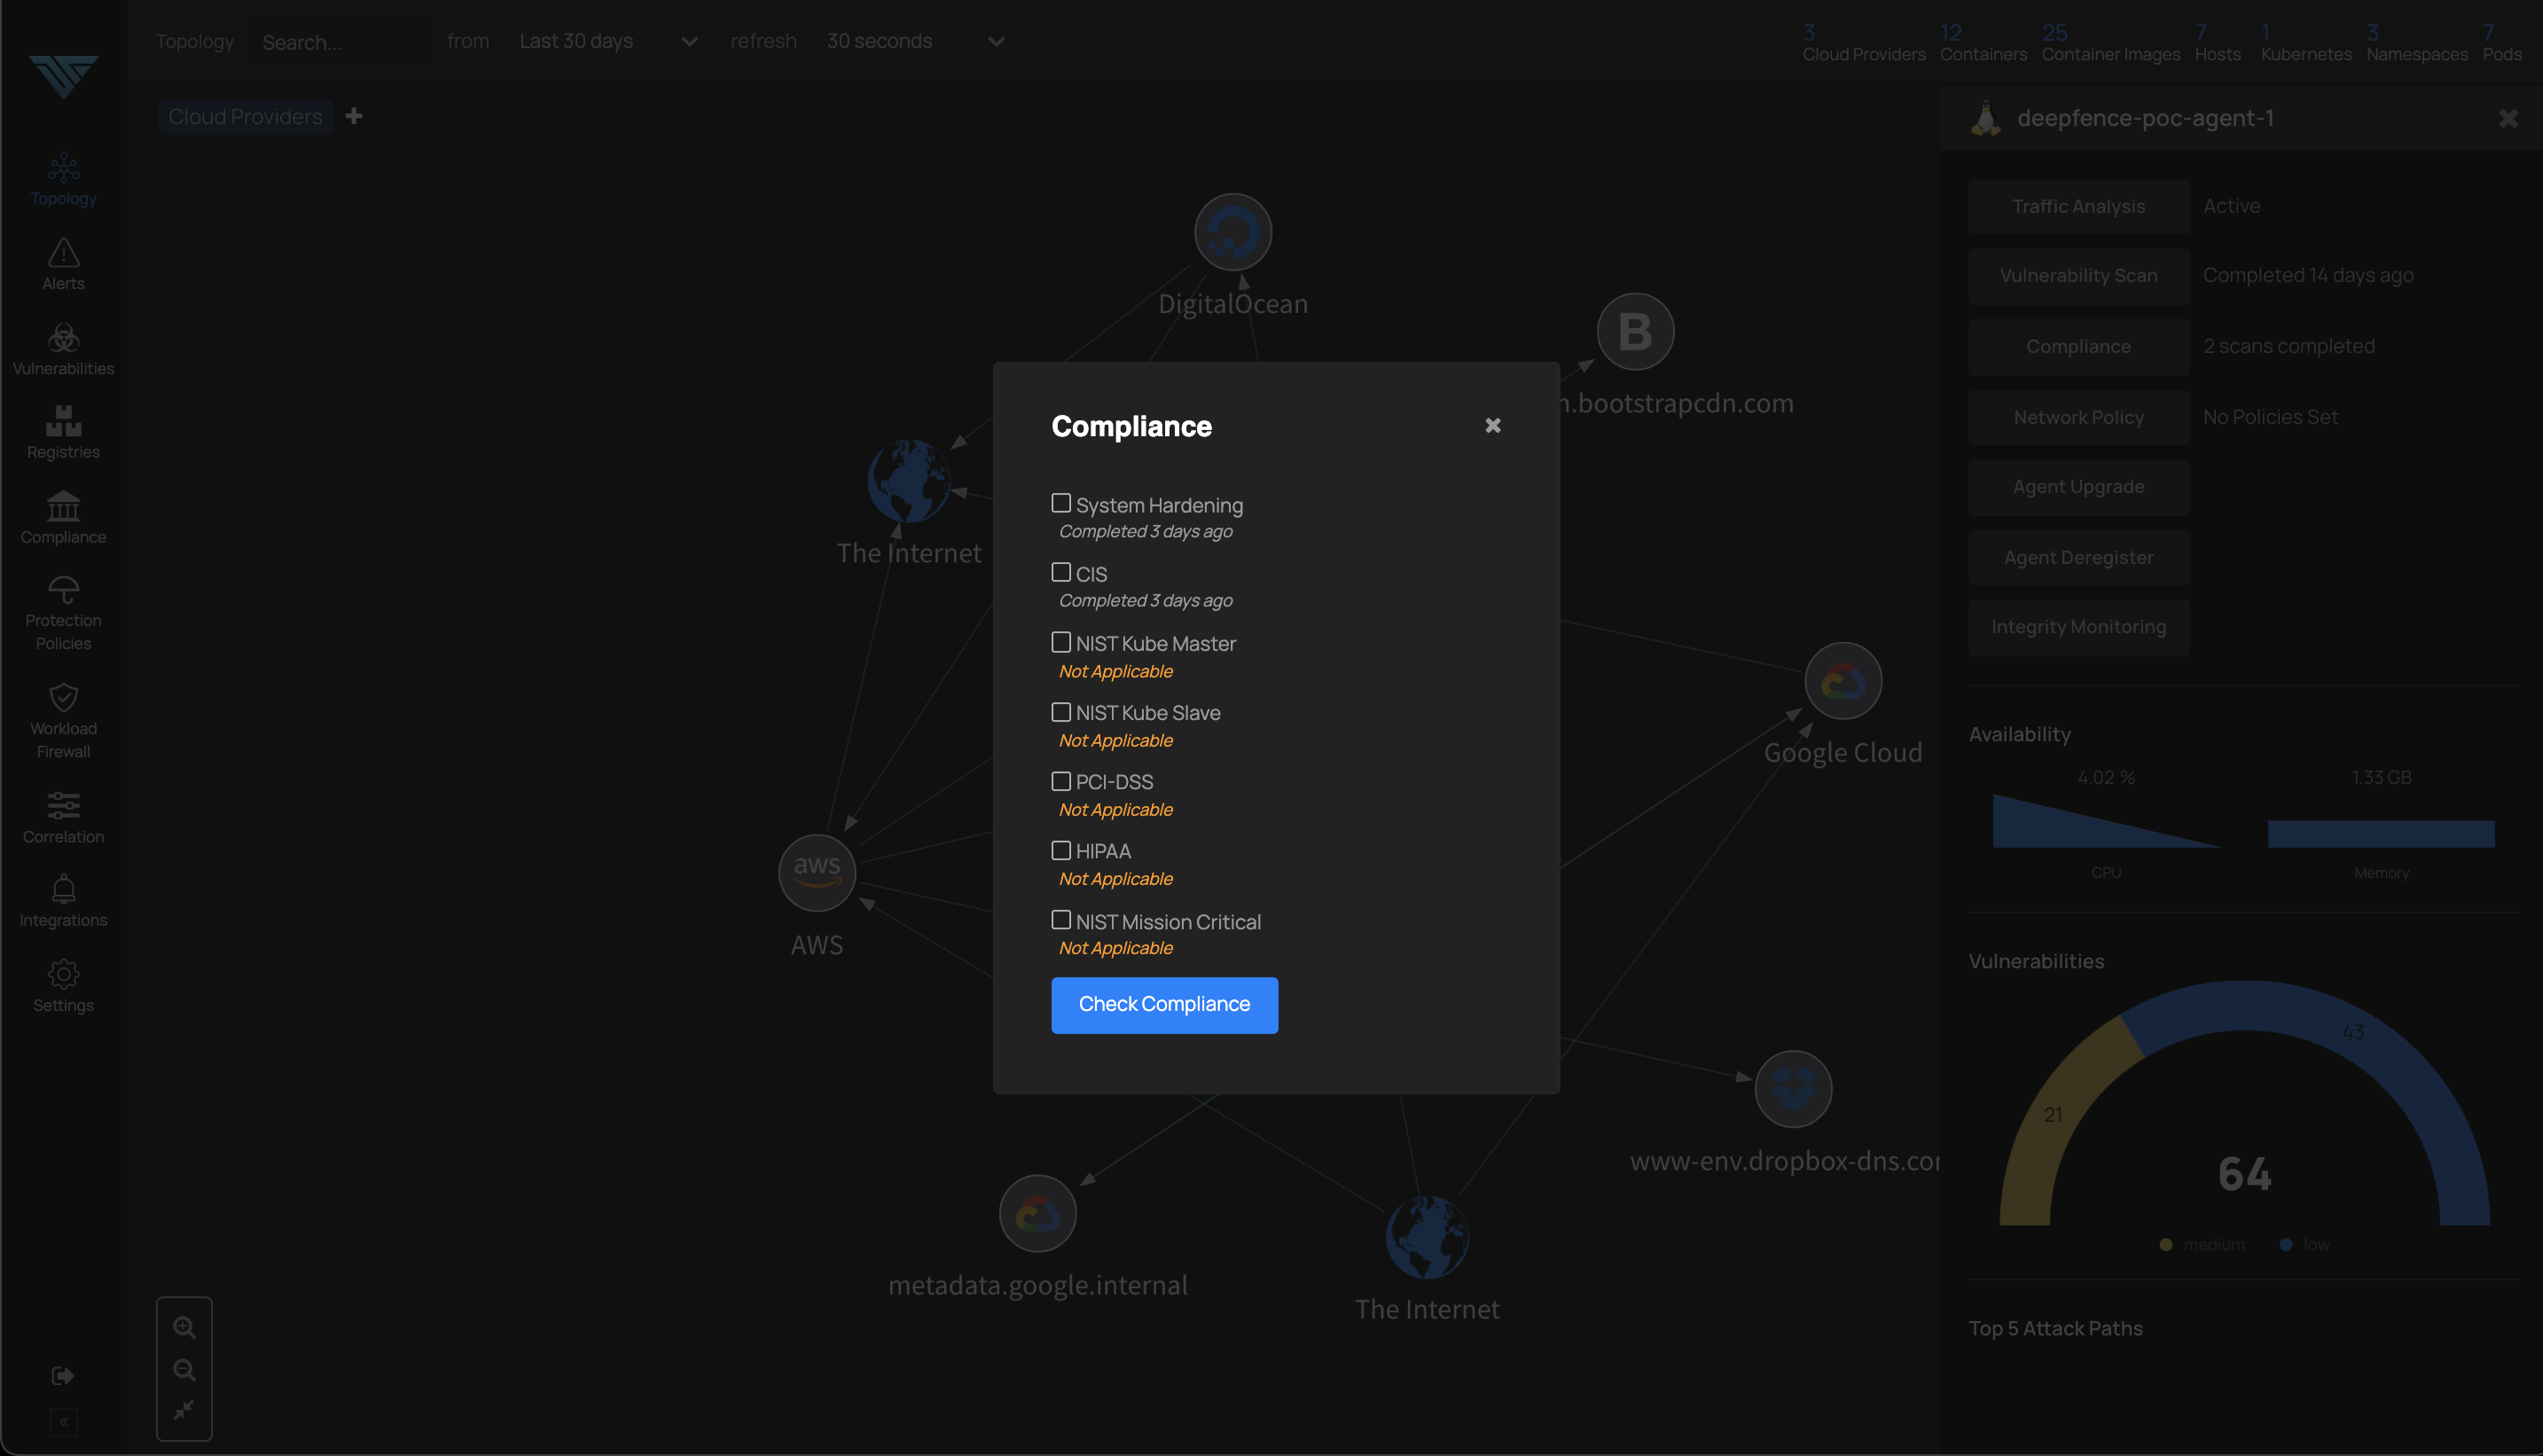 Topology
Search...
from
Last 30 days
refresh
30 seconds
3
Cloud Providers
12
Containers
25
Container Images
7
Hosts
1
Kubernetes
3
Namespaces
7
Pods
Cloud Providers
Topology
Alerts
Vulnerabilities
Registries
Compliance
Protection
Policies
Workload
Firewall
Correlation
Integrations
Settings
DigitalOcean
B
n.bootstrapcdn.com
The Internet
Google Cloud
aws
AWS
www-env.dropbox-dns.com
metadata.google.internal
The Internet
Compliance
System Hardening
Completed 3 days ago
CIS
Completed 3 days ago
NIST Kube Master
Not Applicable
NIST Kube Slave
Not Applicable
PCI-DSS
Not Applicable
HIPAA
Not Applicable
NIST Mission Critical
Not Applicable
Check Compliance
deepfence-poc-agent-1
Traffic Analysis
Active
Vulnerability Scan
Completed 14 days ago
Compliance
2 scans completed
Network Policy
No Policies Set
Agent Upgrade
Agent Deregister
Integrity Monitoring
Availability
4.02 %
1.33 GB
CPU
Memory
Vulnerabilities
43
21
64
medium
low
Top 5 Attack Paths